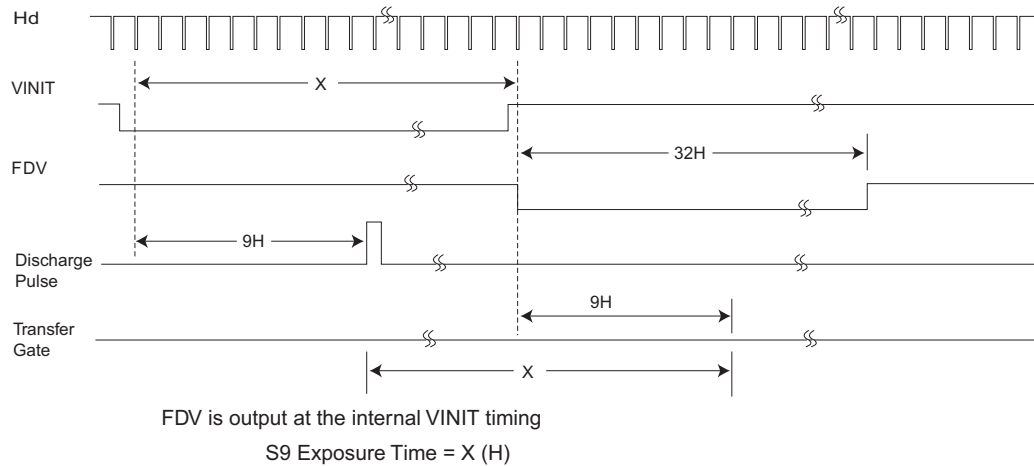 Hd
VINIT
X
FDV
32H
9H
Discharge
Pulse
9H
Transfer
Gate
X
FDV is output at the internal VINIT timing
S9 Exposure Time = X (H)